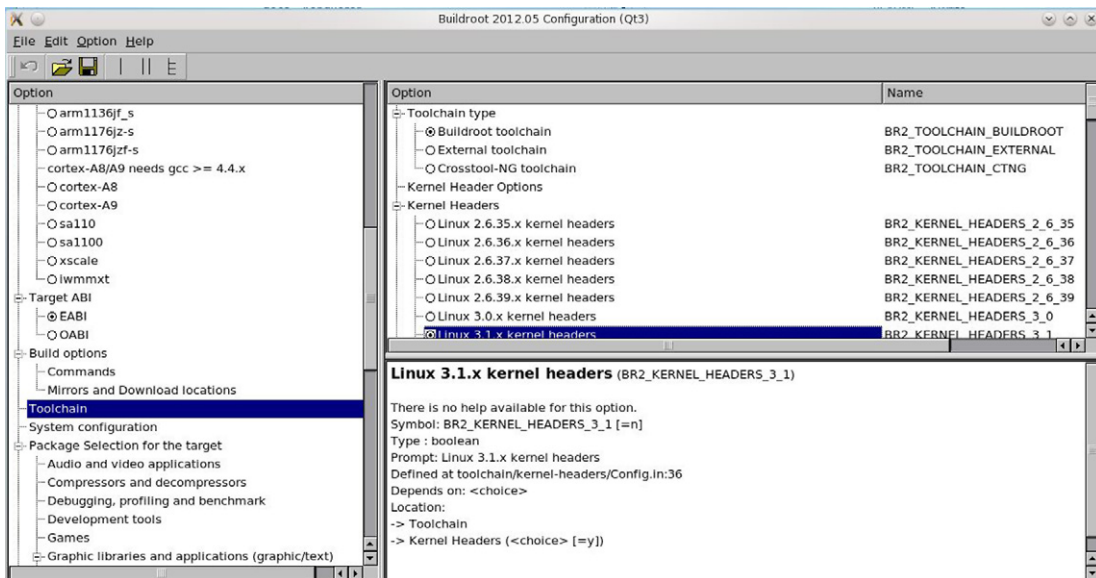 Buildroot 2012.05 Configuration (Qt3)
File Edit Option Help
Option
arm1136jf_s
arm1176jz-s
arm1176jzf-s
cortex-A8/A9 needs gcc >= 4.4.x
cortex-A8
cortex-A9
sa110
sa1100
xscale
iwmmxt
Target ABI
EABI
OABI
Build options
Commands
Mirrors and Download locations
Toolchain
System configuration
Package Selection for the target
Audio and video applications
Compressors and decompressors
Debugging, profiling and benchmark
Development tools
Games
Graphic libraries and applications (graphic/text)
Option Name
Toolchain type
Buildroot toolchain BR2_TOOLCHAIN_BUILDROOT
External toolchain BR2_TOOLCHAIN_EXTERNAL
Crosstool-NG toolchain BR2_TOOLCHAIN_CTNG
Kernel Header Options
Kernel Headers
Linux 2.6.35.x kernel headers BR2_KERNEL_HEADERS_2_6_35
Linux 2.6.36.x kernel headers BR2_KERNEL_HEADERS_2_6_36
Linux 2.6.37.x kernel headers BR2_KERNEL_HEADERS_2_6_37
Linux 2.6.38.x kernel headers BR2_KERNEL_HEADERS_2_6_38
Linux 2.6.39.x kernel headers BR2_KERNEL_HEADERS_2_6_39
Linux 3.0.x kernel headers BR2_KERNEL_HEADERS_3_0
Linux 3.1.x kernel headers BR2_KERNEL_HEADERS_3_1
Linux 3.1.x kernel headers (BR2_KERNEL_HEADERS_3_1)
There is no help available for this option.
Symbol: BR2_KERNEL_HEADERS_3_1 [=n]
Type : boolean
Prompt: Linux 3.1.x kernel headers
Defined at toolchain/kernel-headers/Config.in:36
Depends on: <choice>
Location:
-> Toolchain
-> Kernel Headers (<choice> [=y])